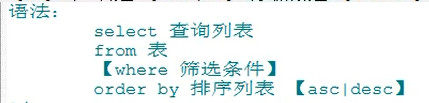 语法：
select 查询列表
from 表
【where 筛选条件】
order by 排序列表 【asc|desc】